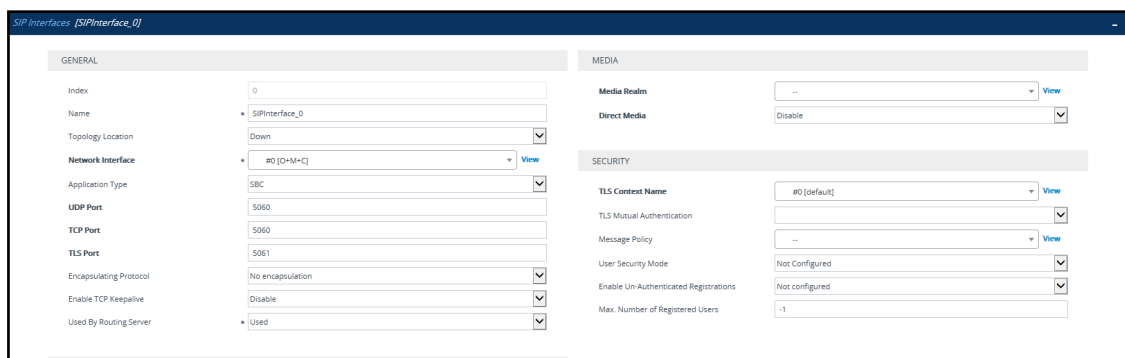 SIP Interfaces [SIPInterface_0]
GENERAL
Index 0
Name SIPInterface_0
Topology Location Down
Network Interface #0 [O+M+C] View
Application Type SBC
UDP Port 5060
TCP Port 5060
TLS Port 5061
Encapsulating Protocol No encapsulation
Enable TCP Keepalive Disable
Used By Routing Server Used
MEDIA
Media Realm -- View
Direct Media Disable
SECURITY
TLS Context Name #0 [default] View
TLS Mutual Authentication
Message Policy -- View
User Security Mode Not Configured
Enable Un-Authenticated Registrations Not configured
Max. Number of Registered Users -1